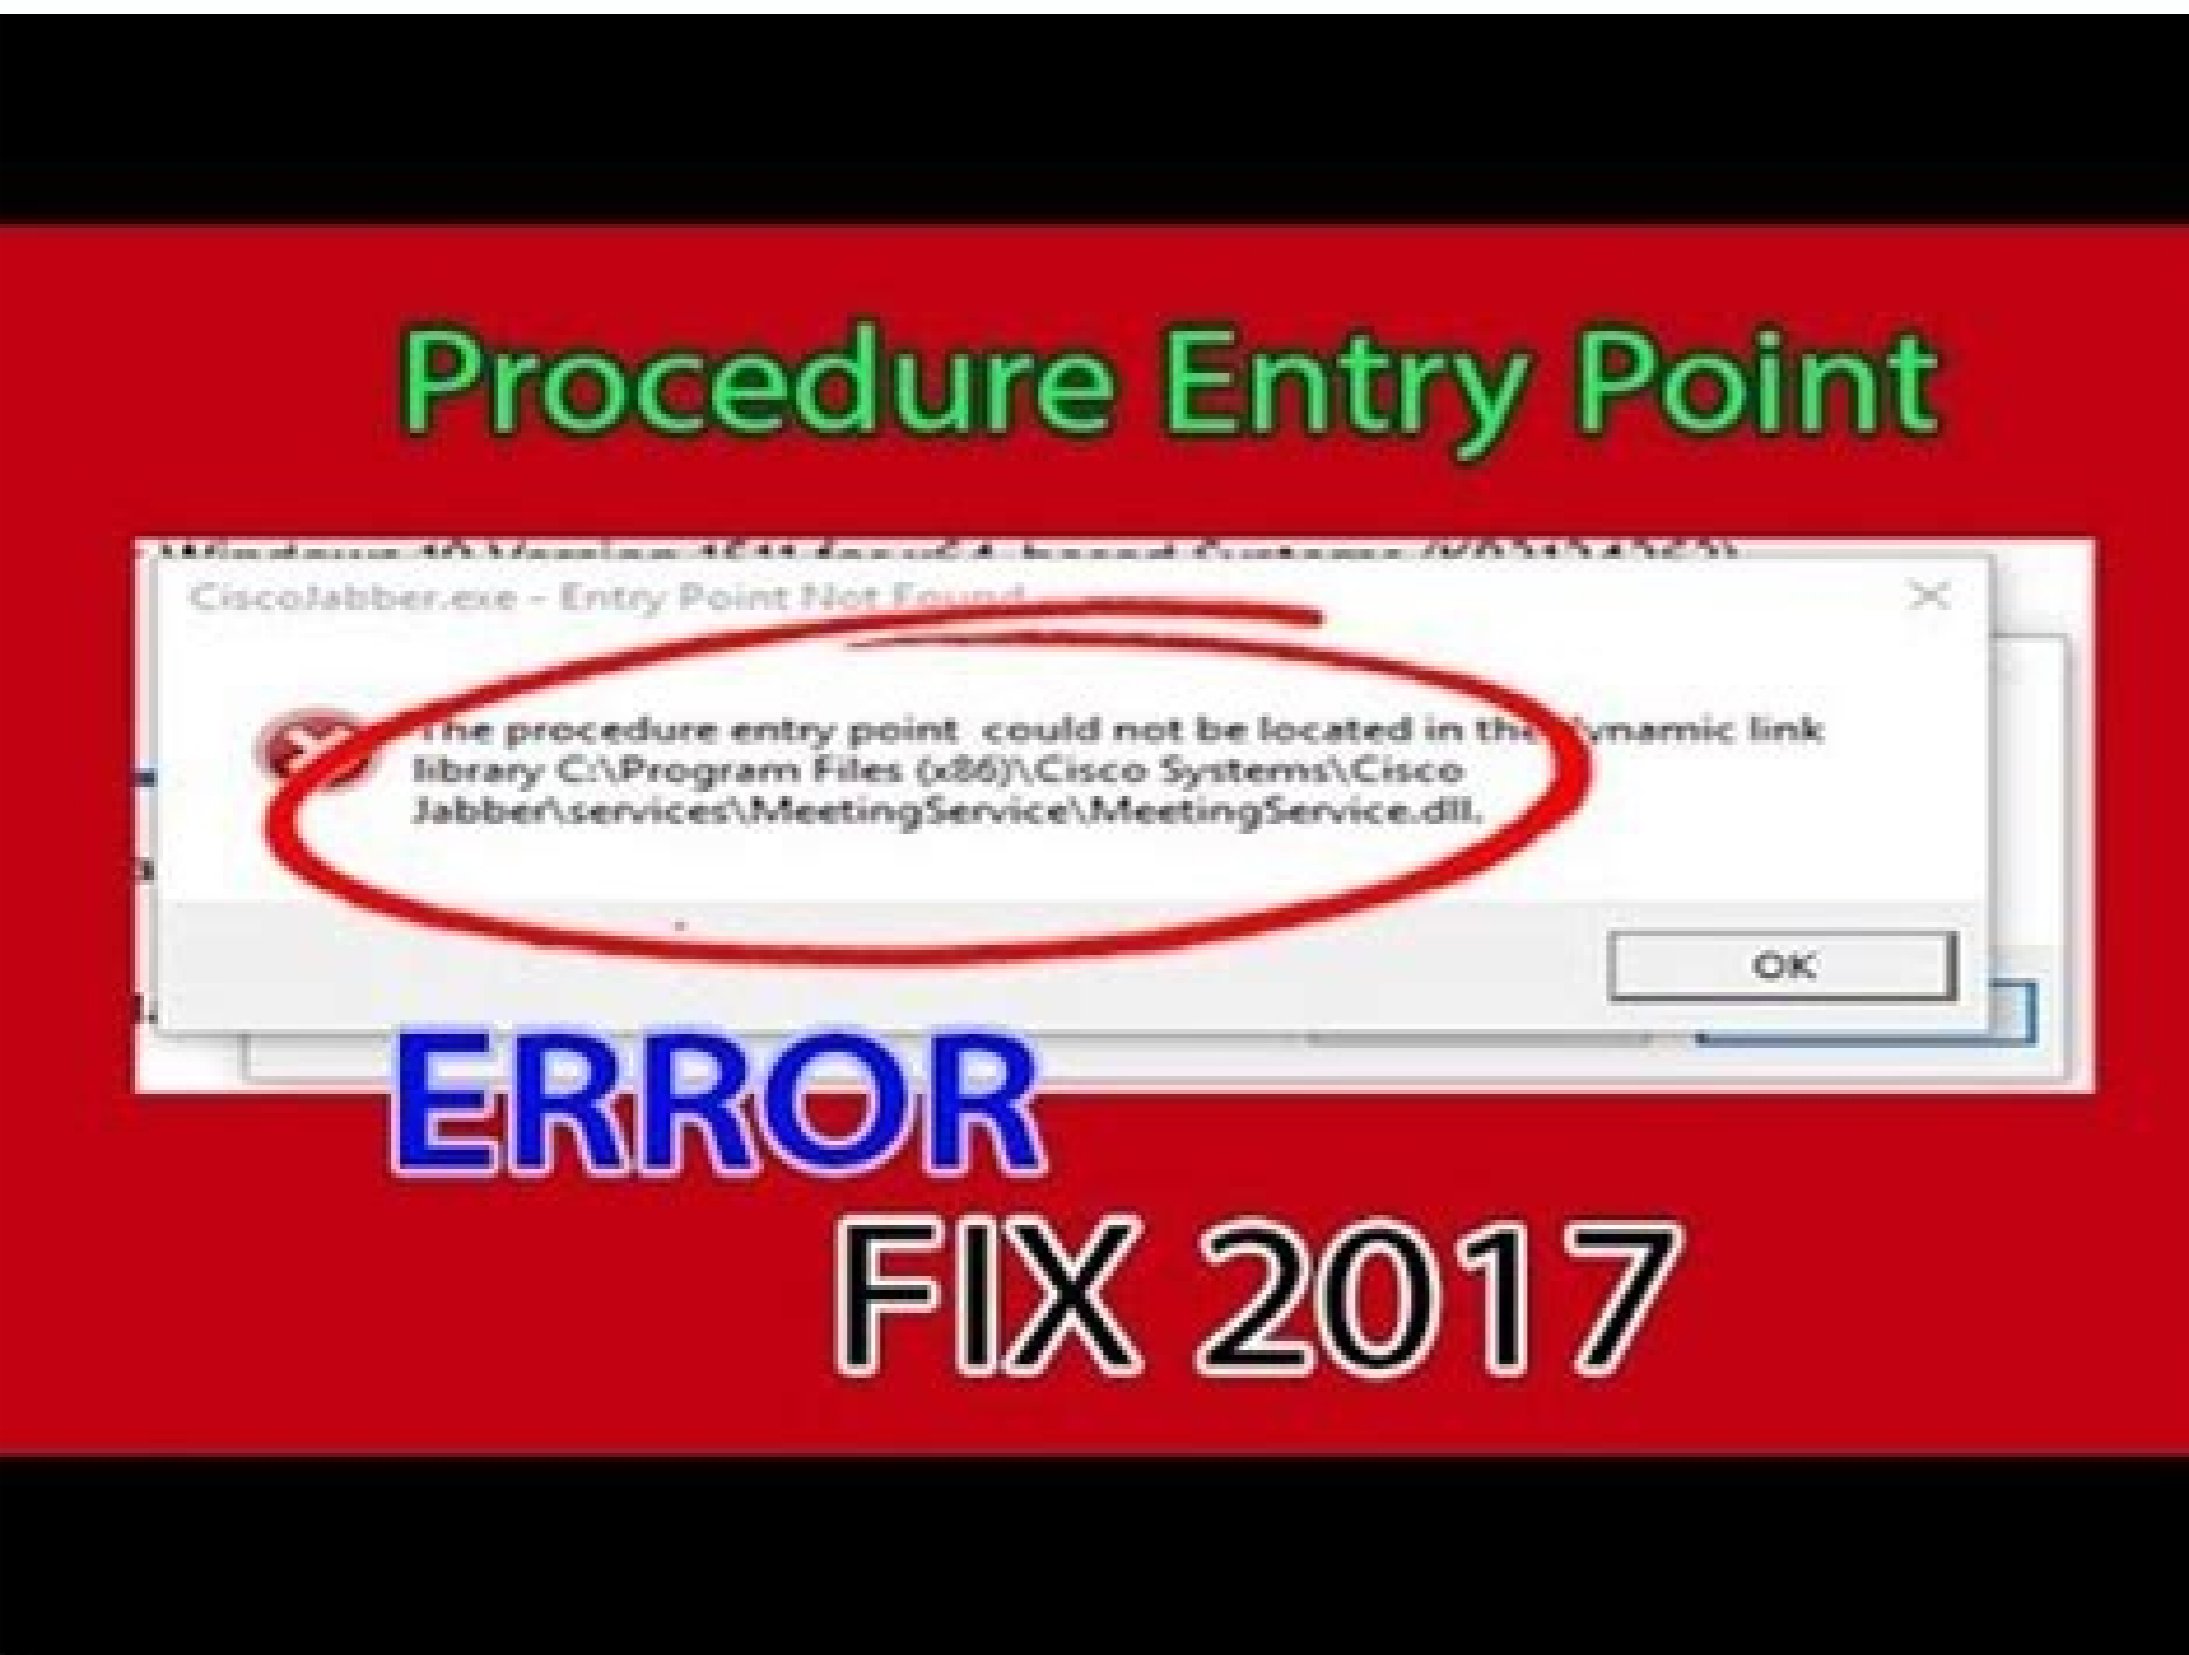 Procedure Entry Point
CiscoJabber.exe - Entry Point Not Found
The procedure entry point  could not be located in the dynamic link
library C:\Program Files (x86)\Cisco Systems\Cisco
Jabber\services\MeetingService\MeetingService.dll.
OK
ERROR
FIX 2017